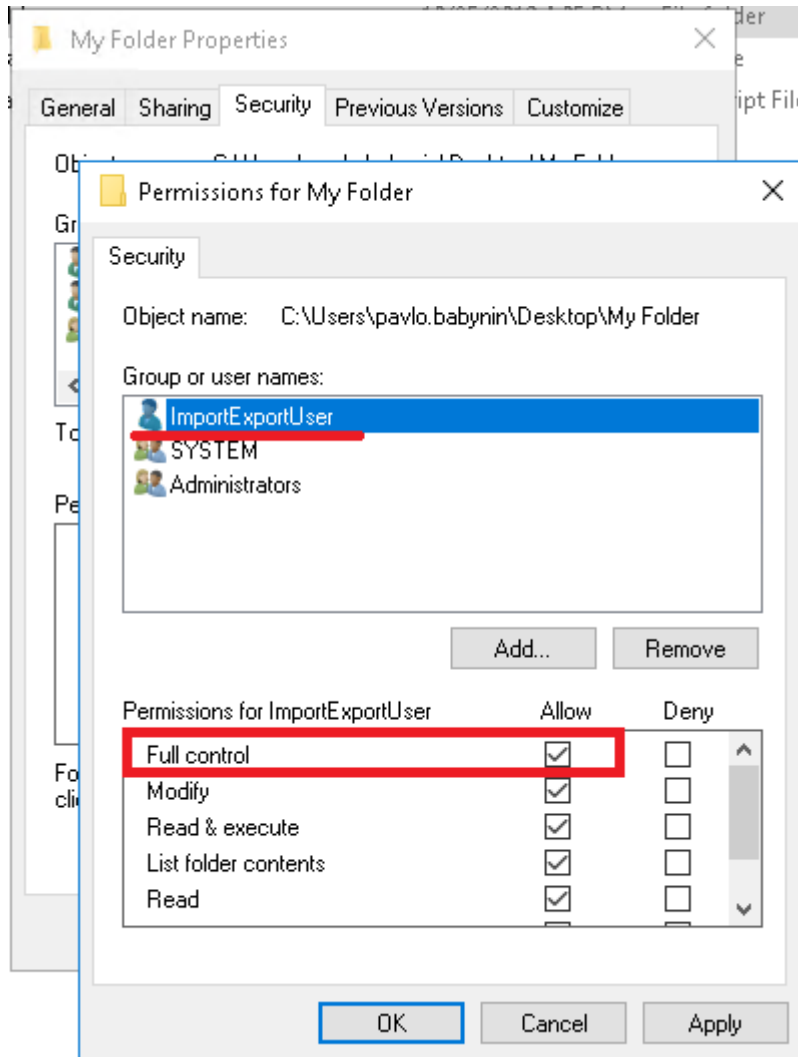 My Folder Properties
General Sharing Security Previous Versions Customize
Permissions for My Folder
Security
Object name: C:\Users\pavlo.babynin\Desktop\My Folder
Group or user names:
ImportExportUser
SYSTEM
Administrators
Add... Remove
Permissions for ImportExportUser Allow Deny
Full control
Modify
Read & execute
List folder contents
Read
OK Cancel Apply